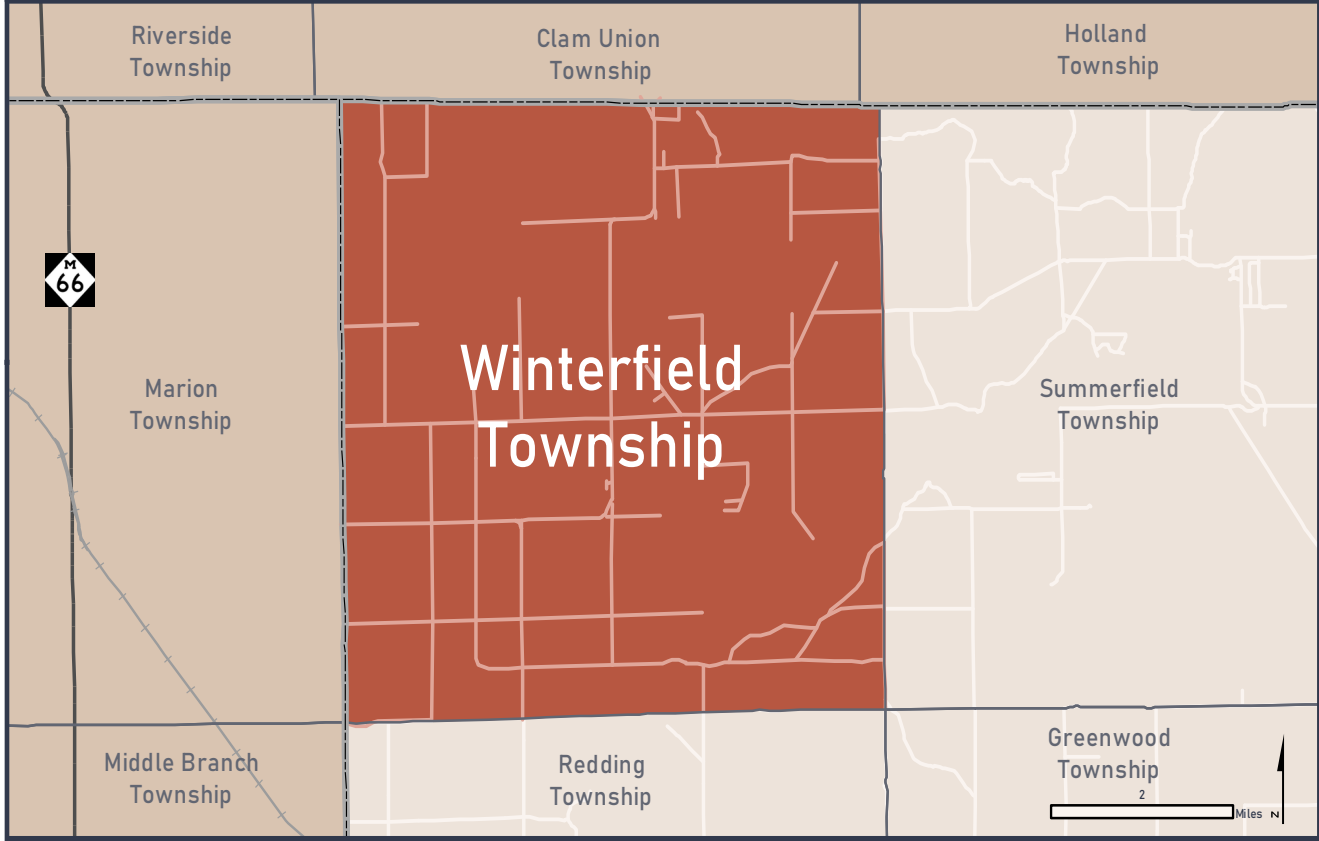 Riverside
Township
Clam Union
Township
Holland
Township
M
66
Marion
Township
Winterfield
Township
Summerfield
Township
Middle Branch
Township
Redding
Township
Greenwood
Township
2
Miles
N